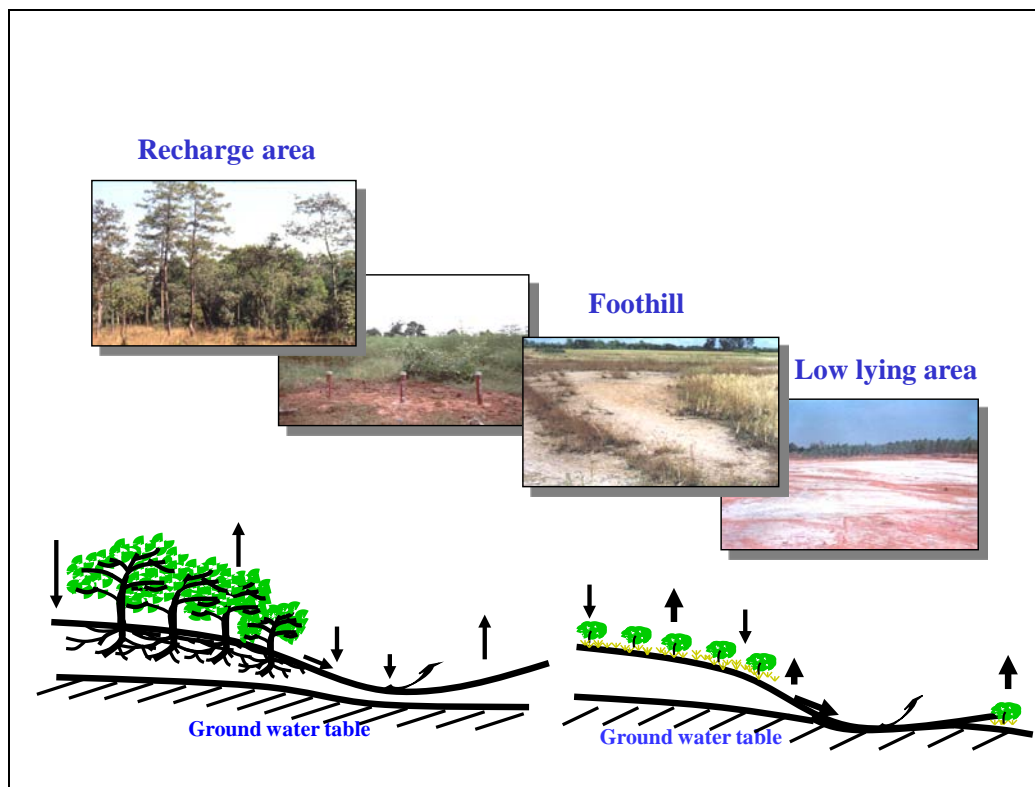 Recharge area
Foothill
Low lying area
Ground water table
Ground water table